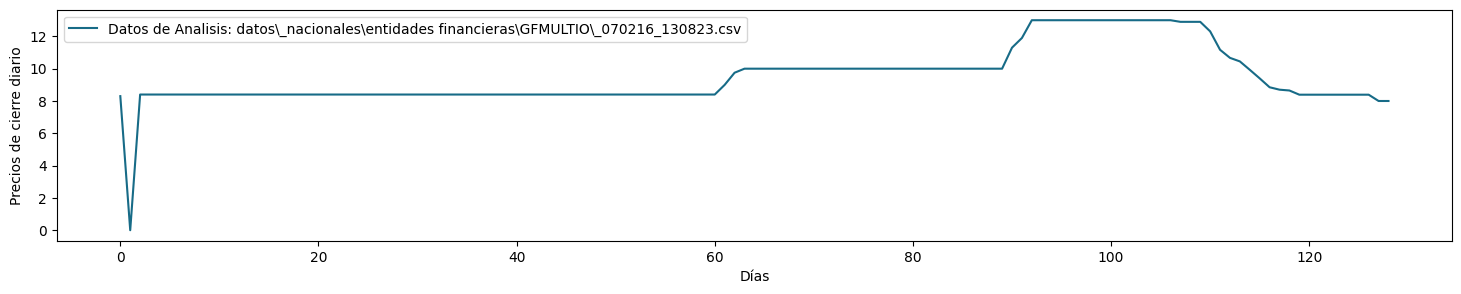 Datos de Analisis: datos\_nacionales\entidades financieras\GFMULTIO\_070216_130823.csv
Precios de cierre diario
12
10
8
6
4
2
0
0 20 40 60 80 100 120
Días